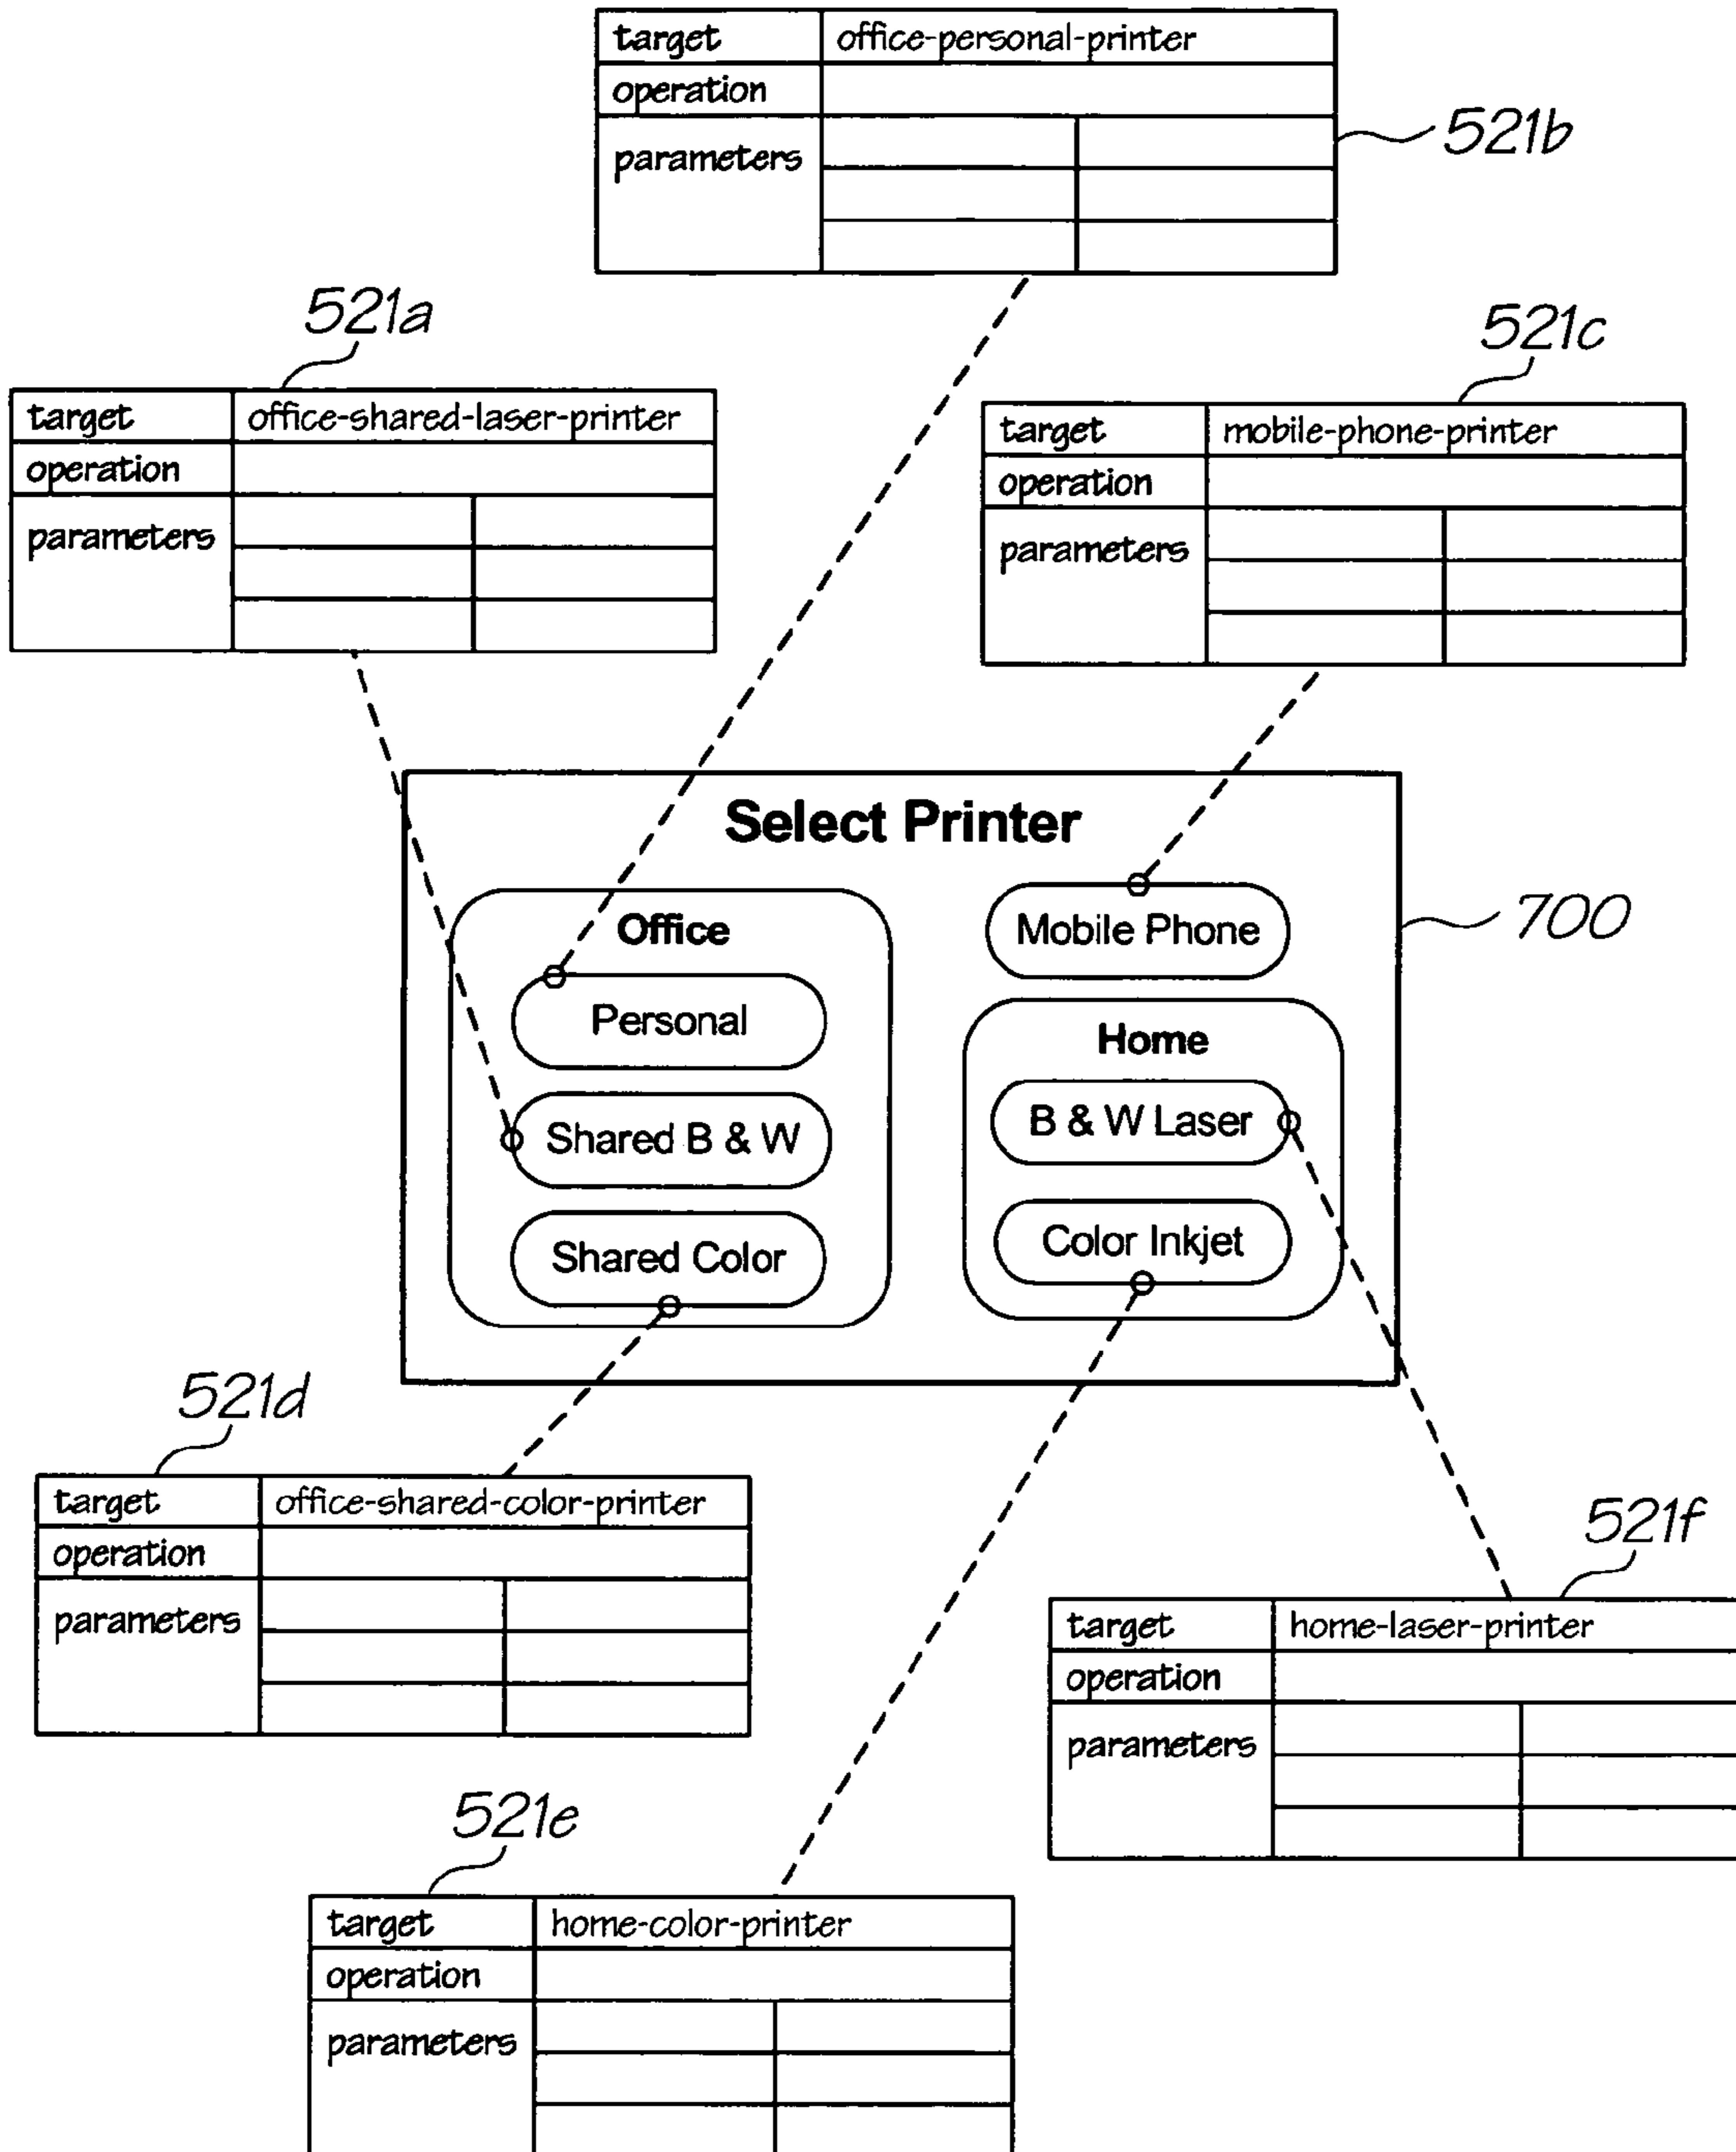 target office-personal-printer
operation
parameters
521b
521a
target office-shared-laser-printer
operation
parameters
521c
target mobile-phone-printer
operation
parameters
Select Printer
Office
Personal
Shared B & W
Shared Color
Mobile Phone
Home
B & W Laser
Color Inkjet
700
521d
target office-shared-color-printer
operation
parameters
521f
target home-laser-printer
operation
parameters
521e
target home-color-printer
operation
parameters